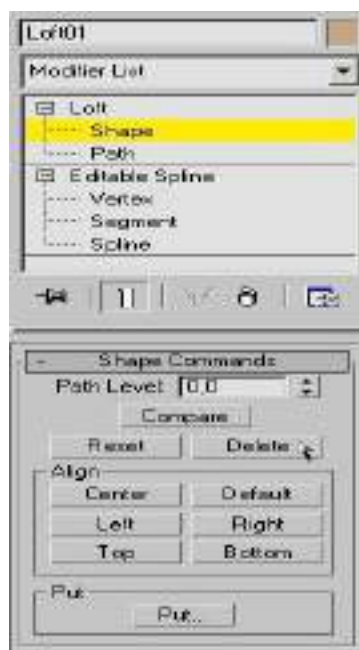 Loft01
Modifier List
Loft
Shape
Path
Editable Spline
Vertex
Segment
Spline
- Shape Commands
Path Level: 0,0
Compare
Reset Delete
Align
Center Default
Left Right
Top Bottom
Put
Put...